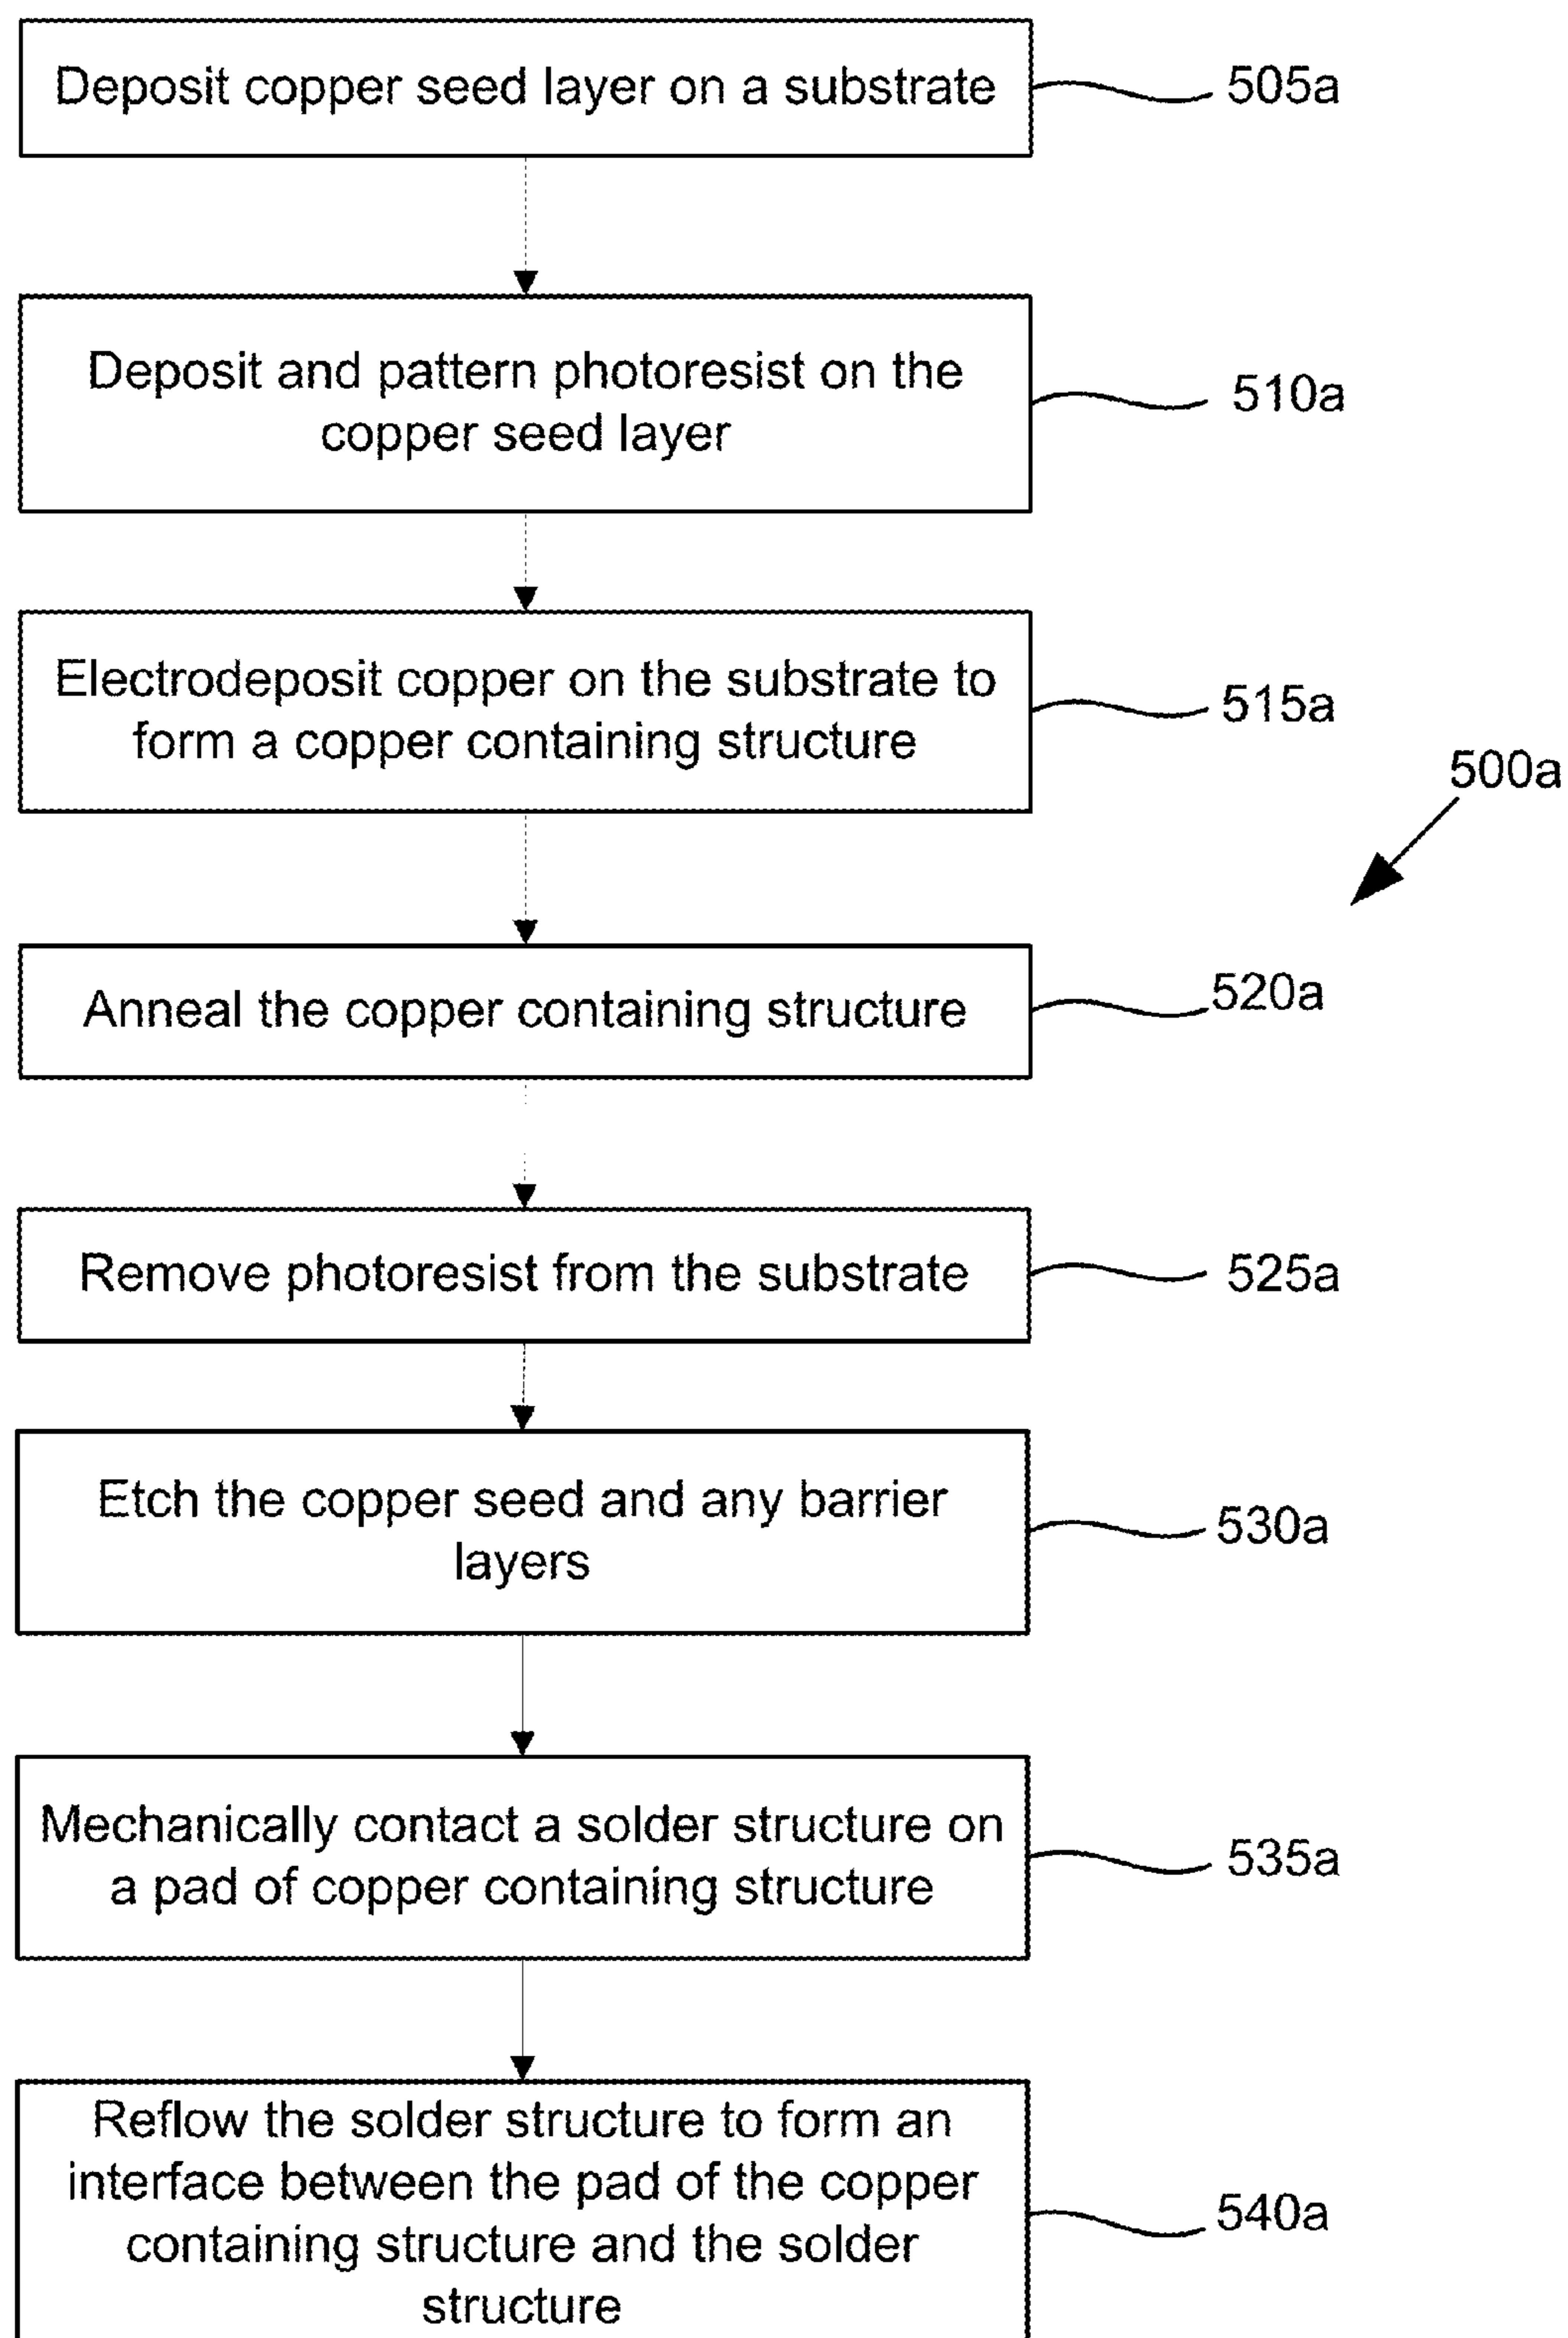 Deposit copper seed layer on a substrate
505a
Deposit and pattern photoresist on the
copper seed layer
510a
Electrodeposit copper on the substrate to
form a copper containing structure
515a
500a
Anneal the copper containing structure
520a
Remove photoresist from the substrate
525a
Etch the copper seed and any barrier
layers
530a
Mechanically contact a solder structure on
a pad of copper containing structure
535a
Reflow the solder structure to form an
interface between the pad of the copper
containing structure and the solder
structure
540a